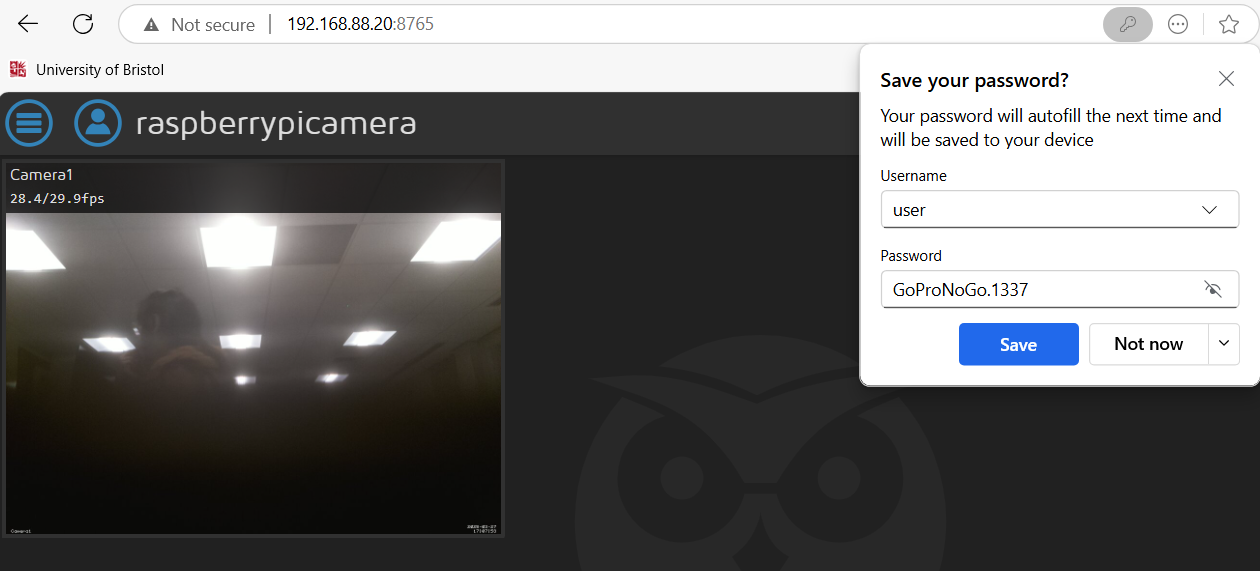 Not secure 192.168.88.20:8765
University of Bristol
raspberrypicamera
Camera1
28.4/29.9fps
Camera1
Save your password?
Your password will autofill the next time and
will be saved to your device
Username
user
Password
GoProNoGo.1337
Save
Not now